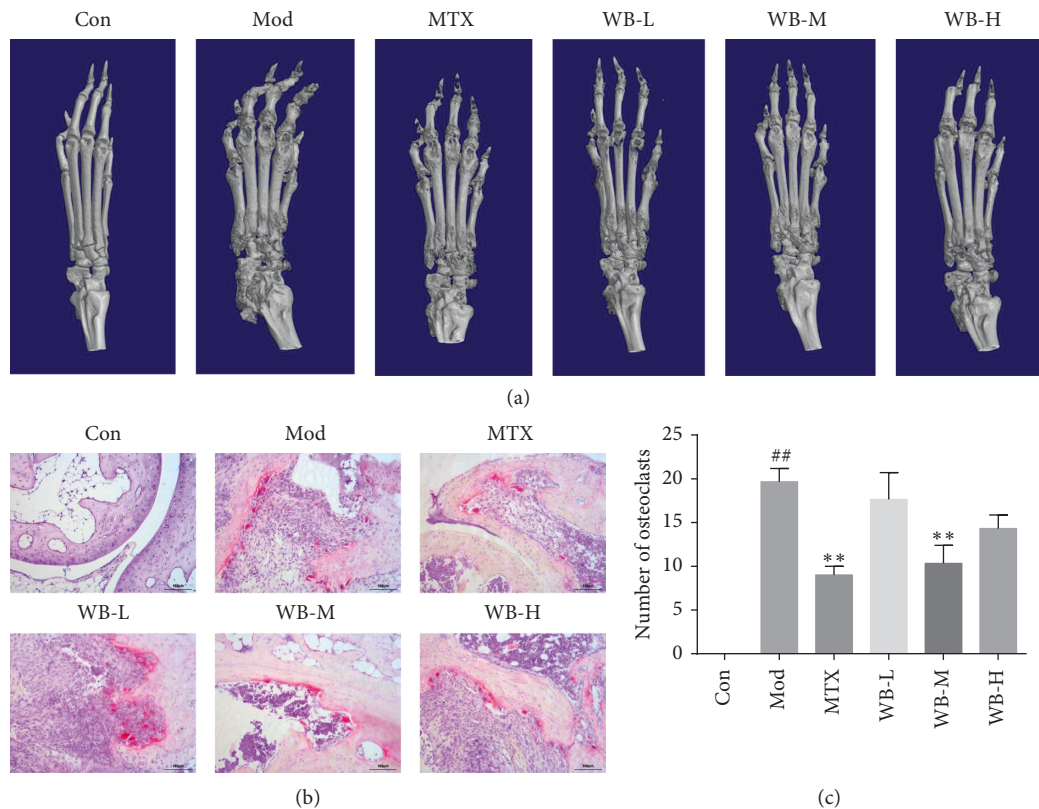 Con Mod MTX WB-L WB-M WB-H
(a)
Con Mod MTX
WB-L WB-M WB-H
(b)
Number of osteoclasts
25
20
15
10
5
0
##
**
**
Con Mod MTX WB-L WB-M WB-H
(c)